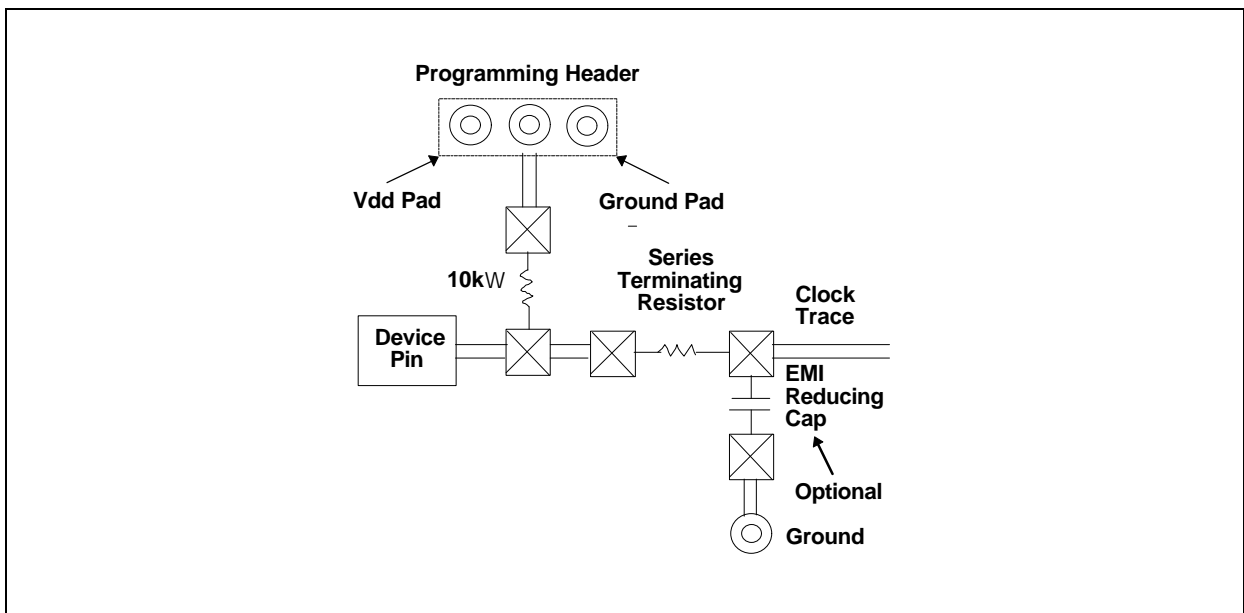 Programming Header
Vdd Pad
Ground Pad
10kW
Series
Terminating
Resistor
Clock
Trace
Device
Pin
EMI
Reducing
Cap
Optional
Ground